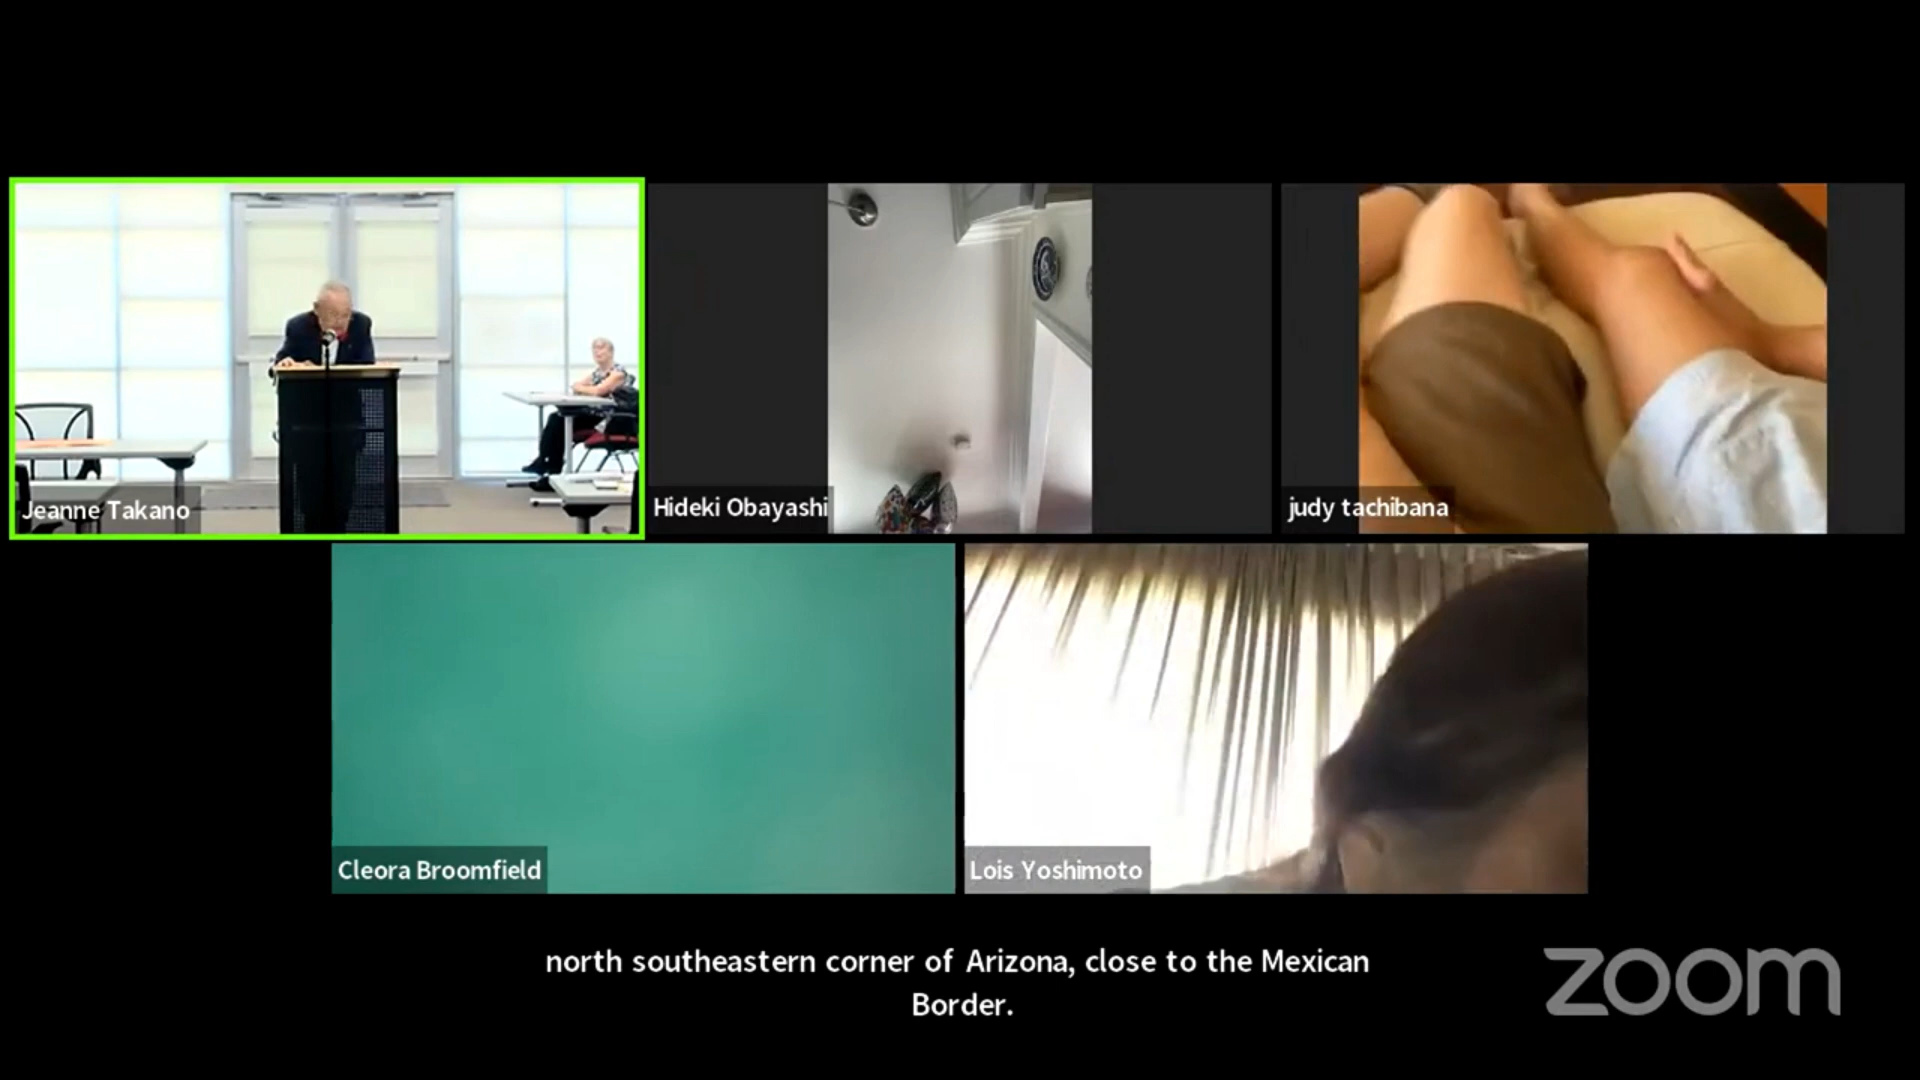 Jeanne Takano
Hideki Obayashi
judy tachibana
Cleora Broomfield
Lois Yoshimoto
north southeastern corner of Arizona, close to the Mexican
Border.
zoom